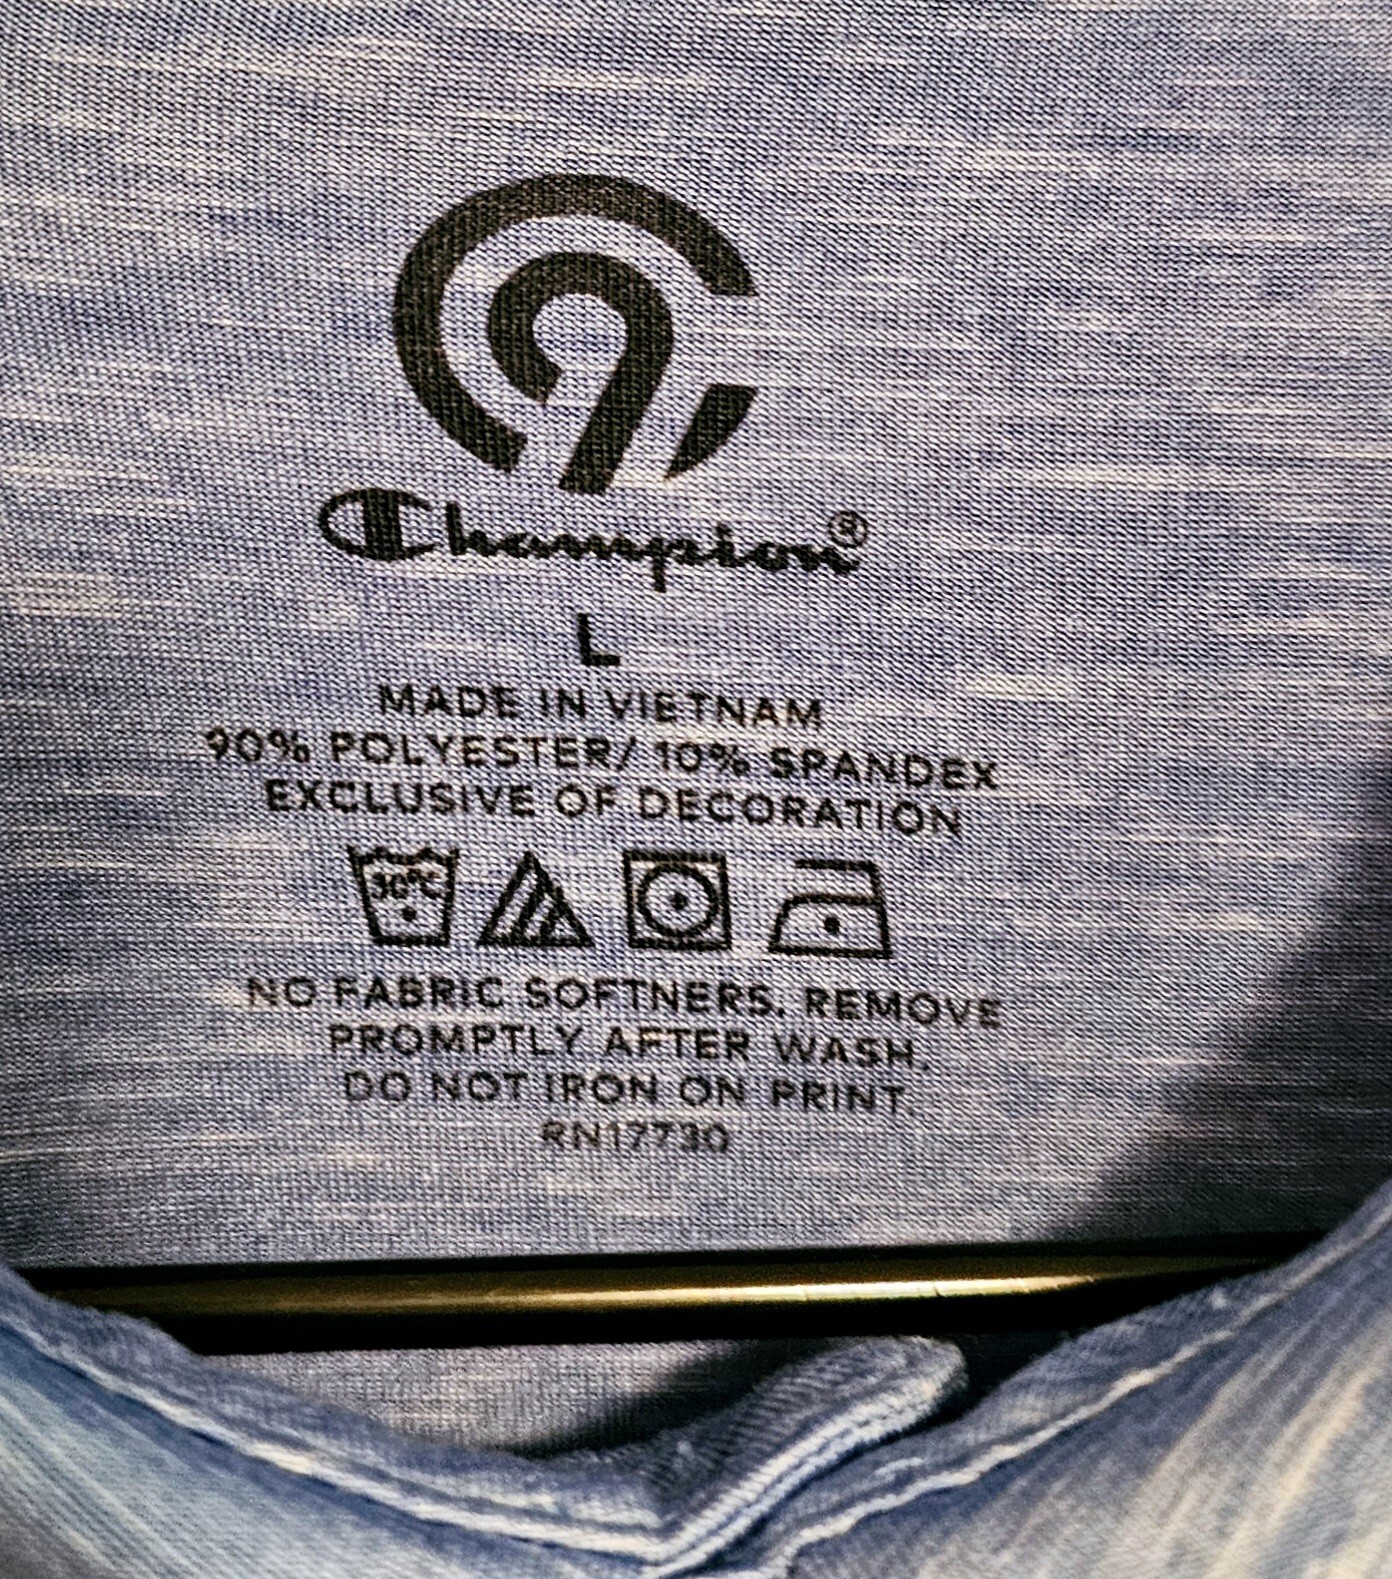 Champion®
L
MADE IN VIETNAM
90% POLYESTER/ 10% SPANDEX
EXCLUSIVE OF DECORATION
30°C
NO FABRIC SOFTNERS. REMOVE
PROMPTLY AFTER WASH.
DO NOT IRON ON PRINT.
RN17730